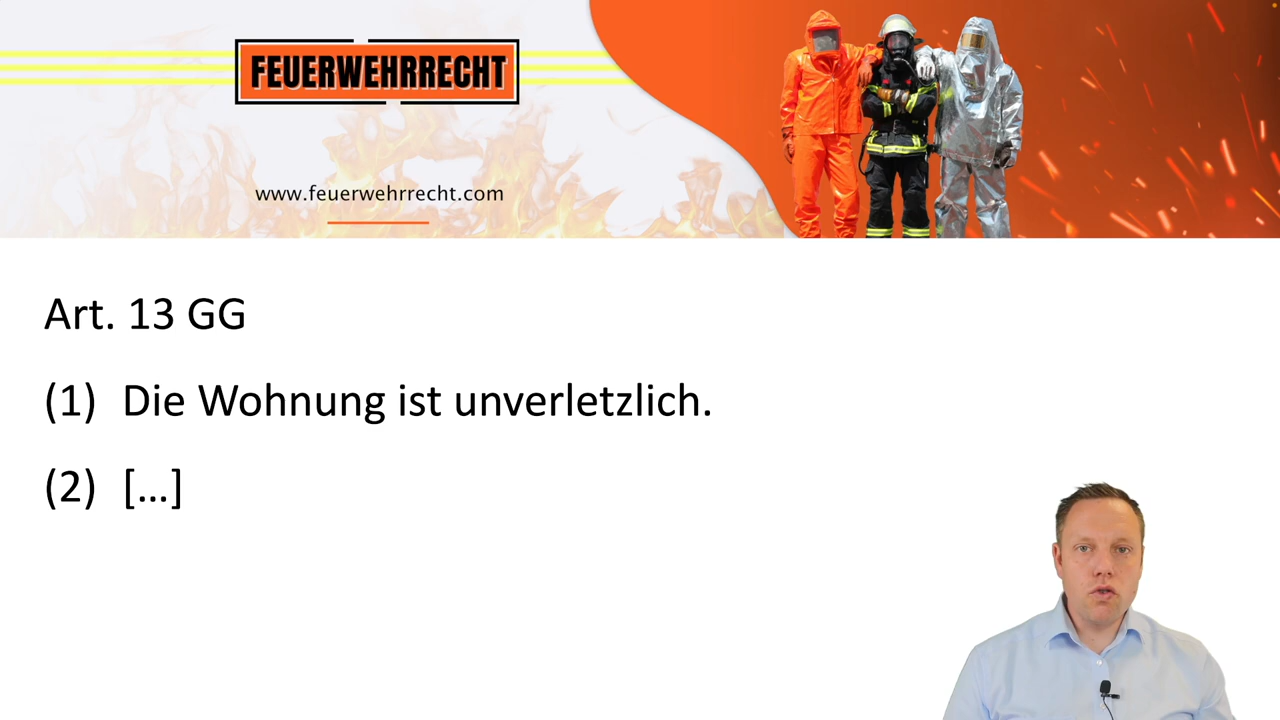 FEUERWEHRRECHT
www.feuerwehrrecht.com
Art. 13 GG
(1) Die Wohnung ist unverletzlich.
(2) […]